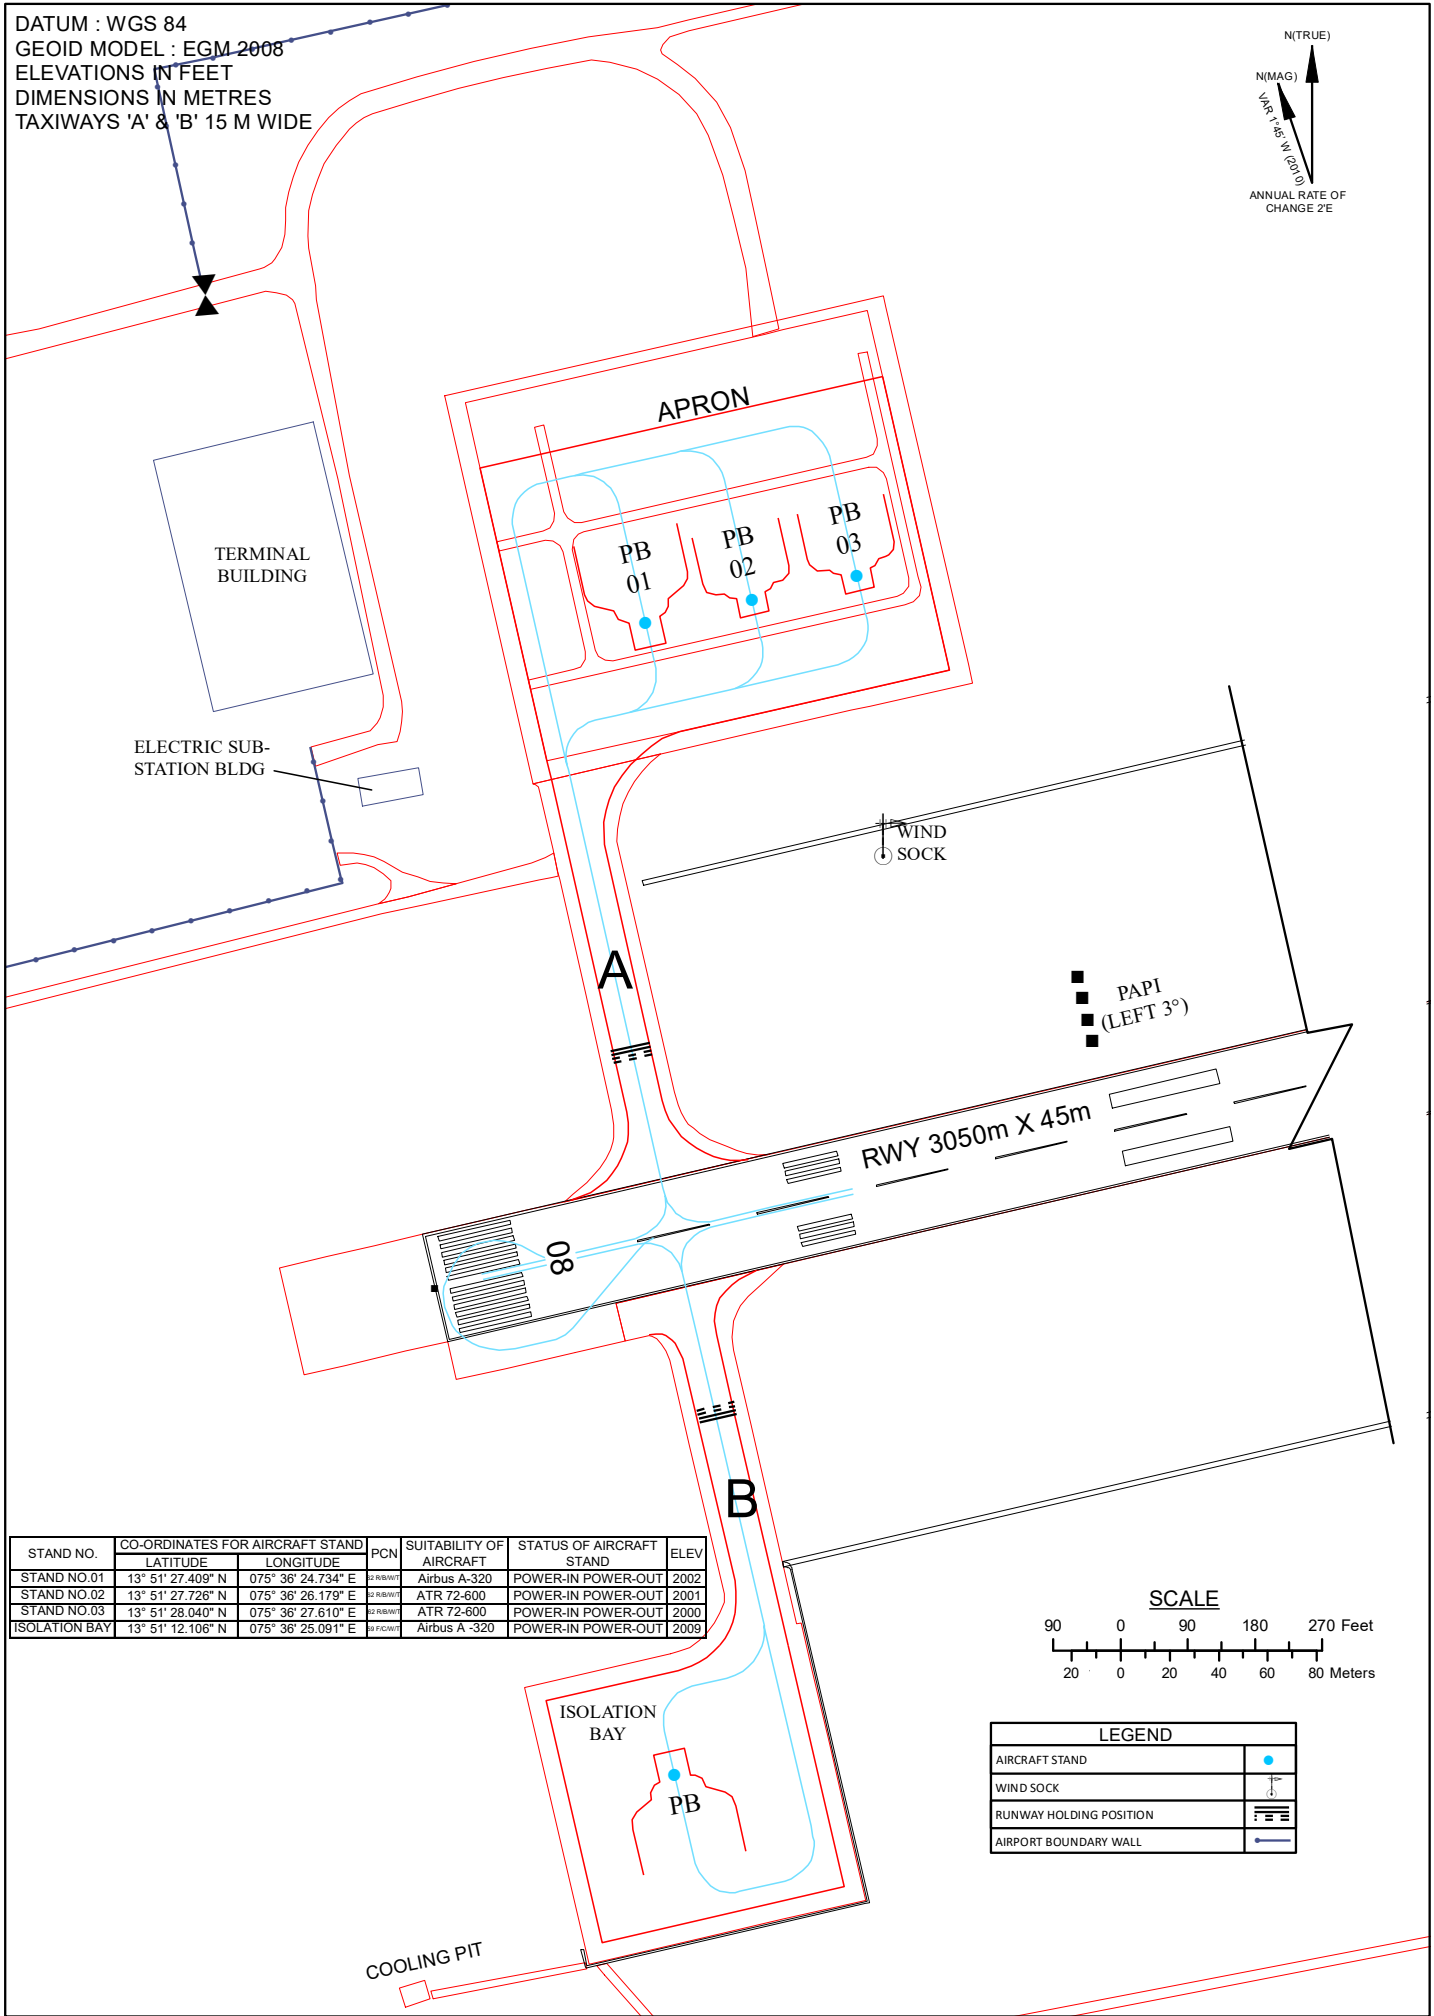 DATUM : WGS 84
GEOID MODEL : EGM 2008
ELEVATIONS IN FEET
DIMENSIONS IN METRES
TAXIWAYS 'A' & 'B' 15 M WIDE
N(TRUE)
N(MAG)
VAR 1°45' W (2010)
ANNUAL RATE OF
CHANGE 2'E
APRON
PB
01
PB
02
PB
03
TERMINAL
BUILDING
ELECTRIC SUB-
STATION BLDG
WIND
SOCK
A
PAPI
(LEFT 3°)
RWY 3050m X 45m
08
B
STAND NO. CO-ORDINATES FOR AIRCRAFT STAND PCN SUITABILITY OF AIRCRAFT STATUS OF AIRCRAFT STAND ELEV
LATITUDE LONGITUDE
STAND NO.01 13° 51' 27.409" N 075° 36' 24.734" E Airbus A-320 POWER-IN POWER-OUT 2002
STAND NO.02 13° 51' 27.726" N 075° 36' 26.179" E ATR 72-600 POWER-IN POWER-OUT 2001
STAND NO.03 13° 51' 28.040" N 075° 36' 27.610" E ATR 72-600 POWER-IN POWER-OUT 2000
ISOLATION BAY 13° 51' 12.106" N 075° 36' 25.091" E Airbus A -320 POWER-IN POWER-OUT 2009
SCALE
90 0 90 180 270 Feet
20 0 20 40 60 80 Meters
ISOLATION
BAY
PB
LEGEND
AIRCRAFT STAND
WIND SOCK
RUNWAY HOLDING POSITION
AIRPORT BOUNDARY WALL
COOLING PIT